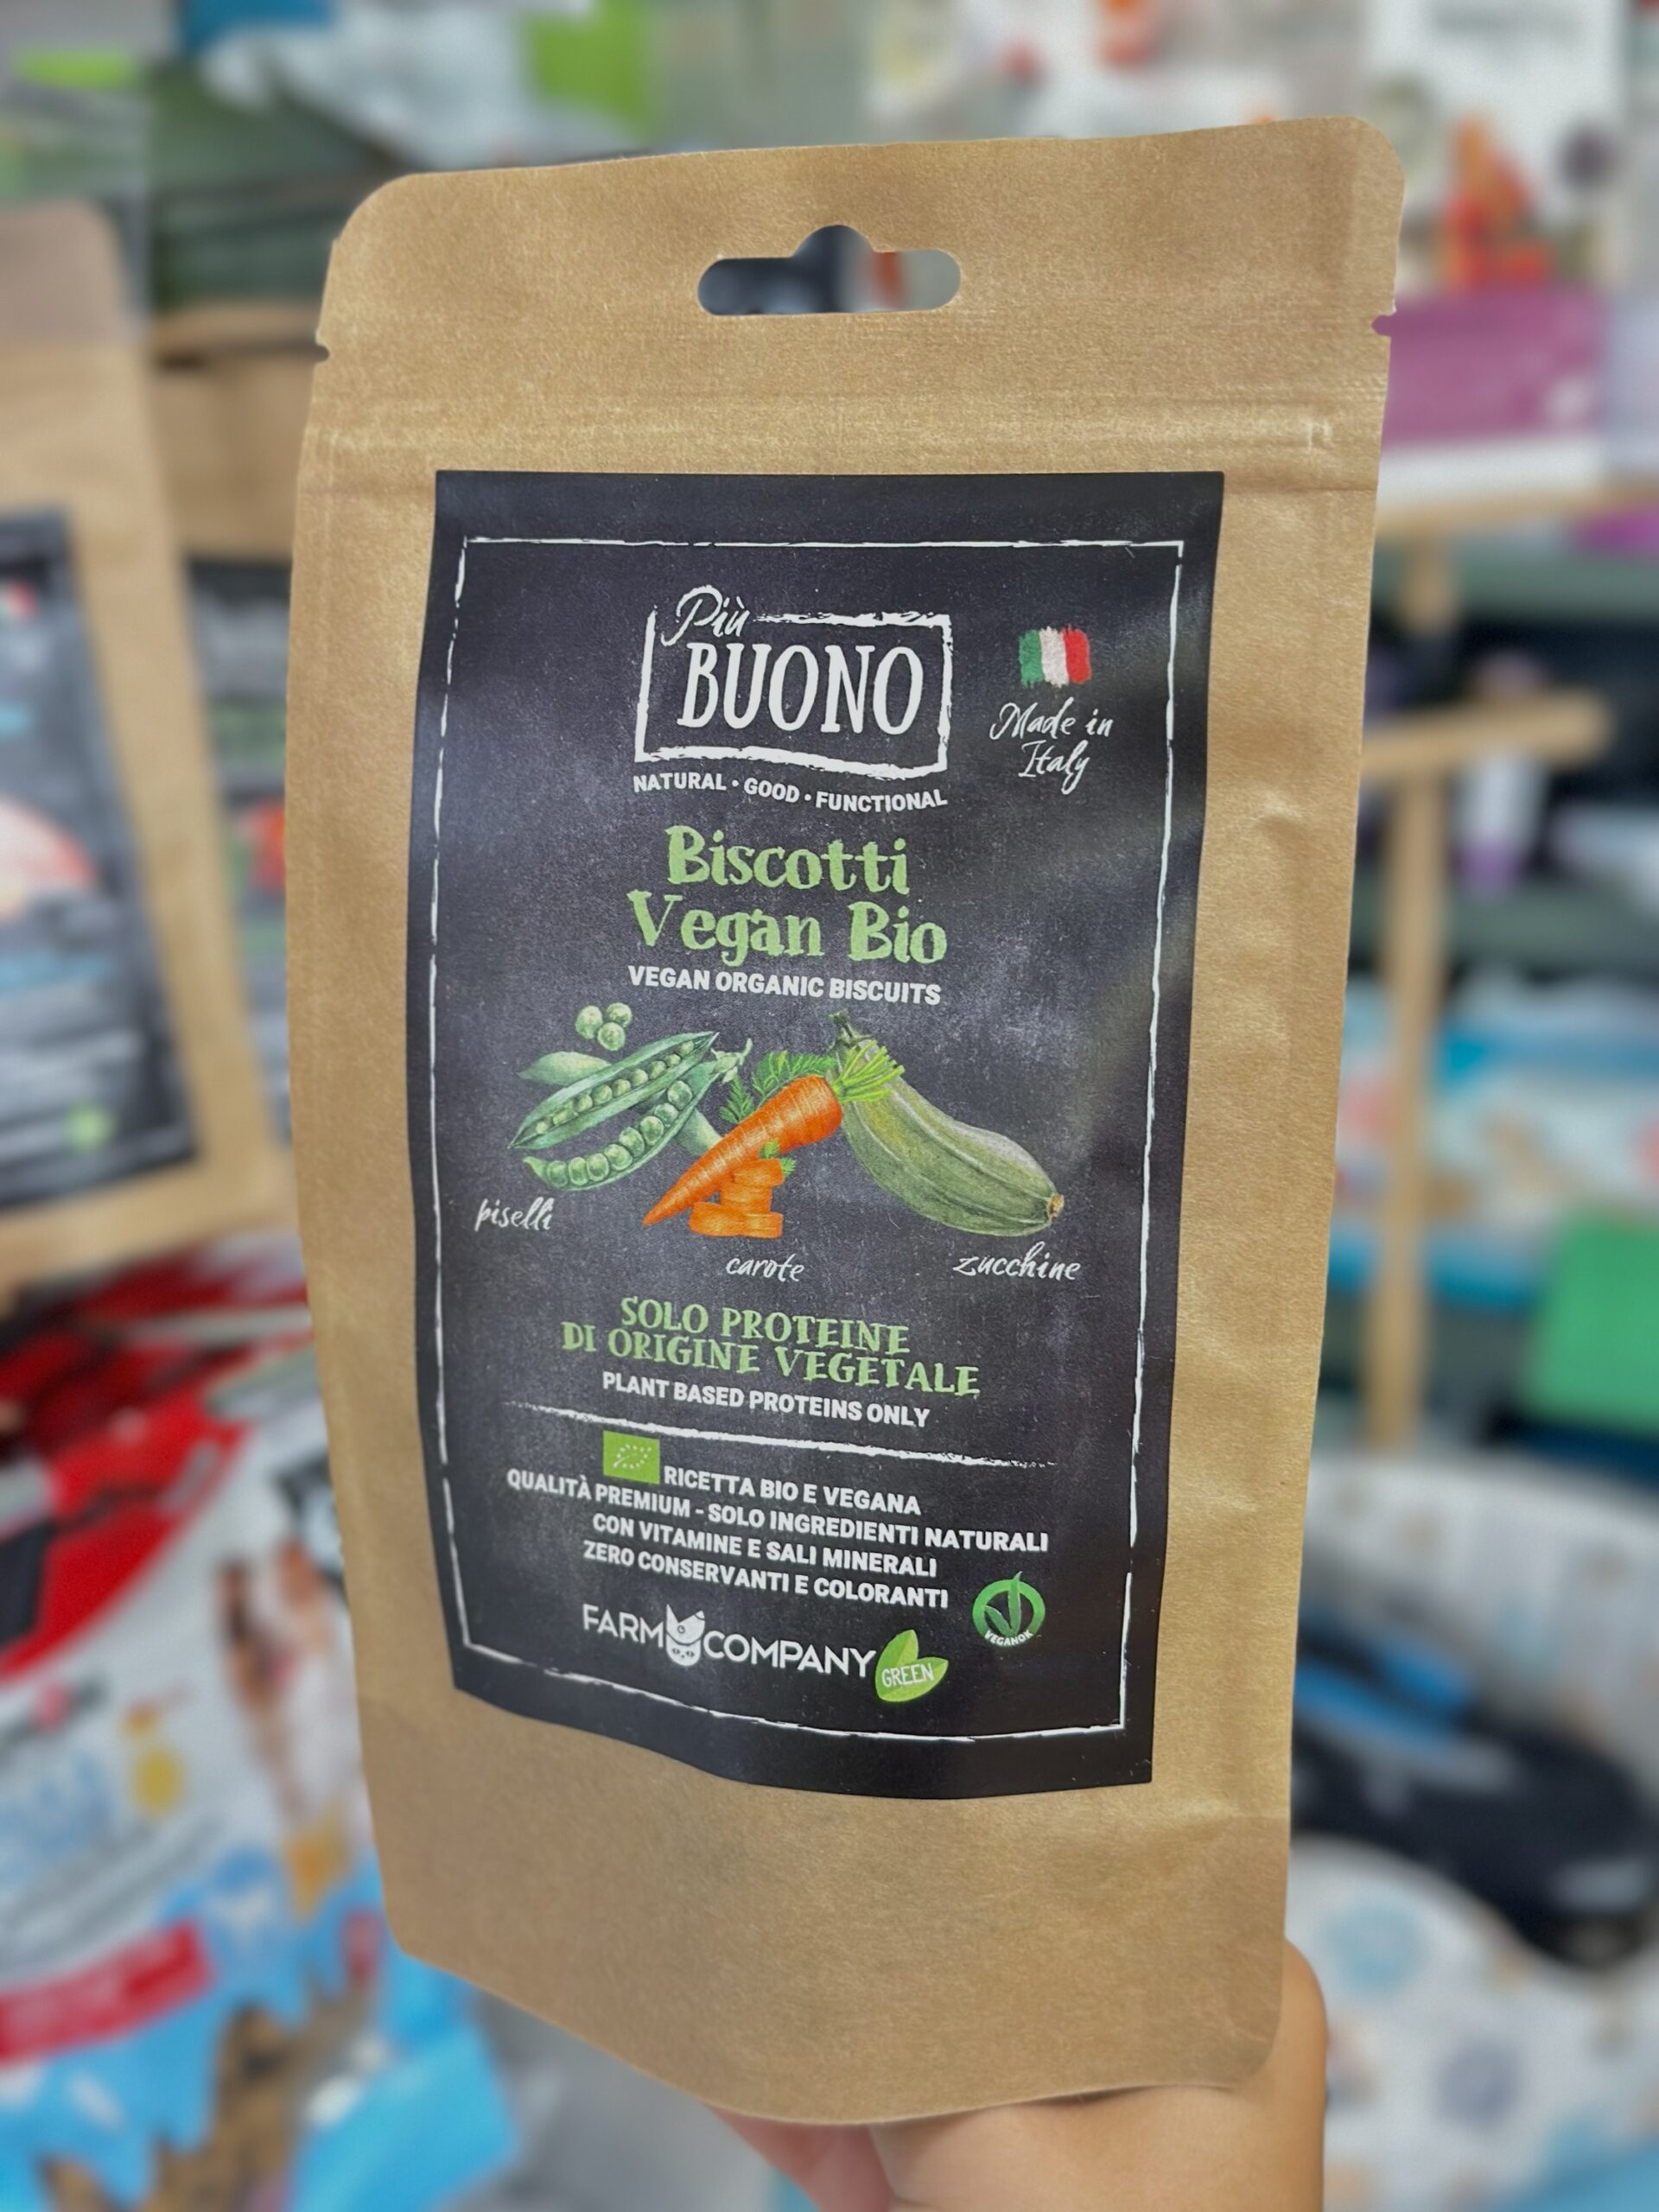 Più
BUONO
NATURAL • GOOD • FUNCTIONAL
Made in
Italy
Biscotti
Vegan Bio
VEGAN ORGANIC BISCUITS
piselli
carote
zucchine
SOLO PROTEINE
DI ORIGINE VEGETALE
PLANT BASED PROTEINS ONLY
RICETTA BIO E VEGANA
QUALITÀ PREMIUM - SOLO INGREDIENTI NATURALI
CON VITAMINE E SALI MINERALI
ZERO CONSERVANTI E COLORANTI
VEGANOK
FARM COMPANY
GREEN